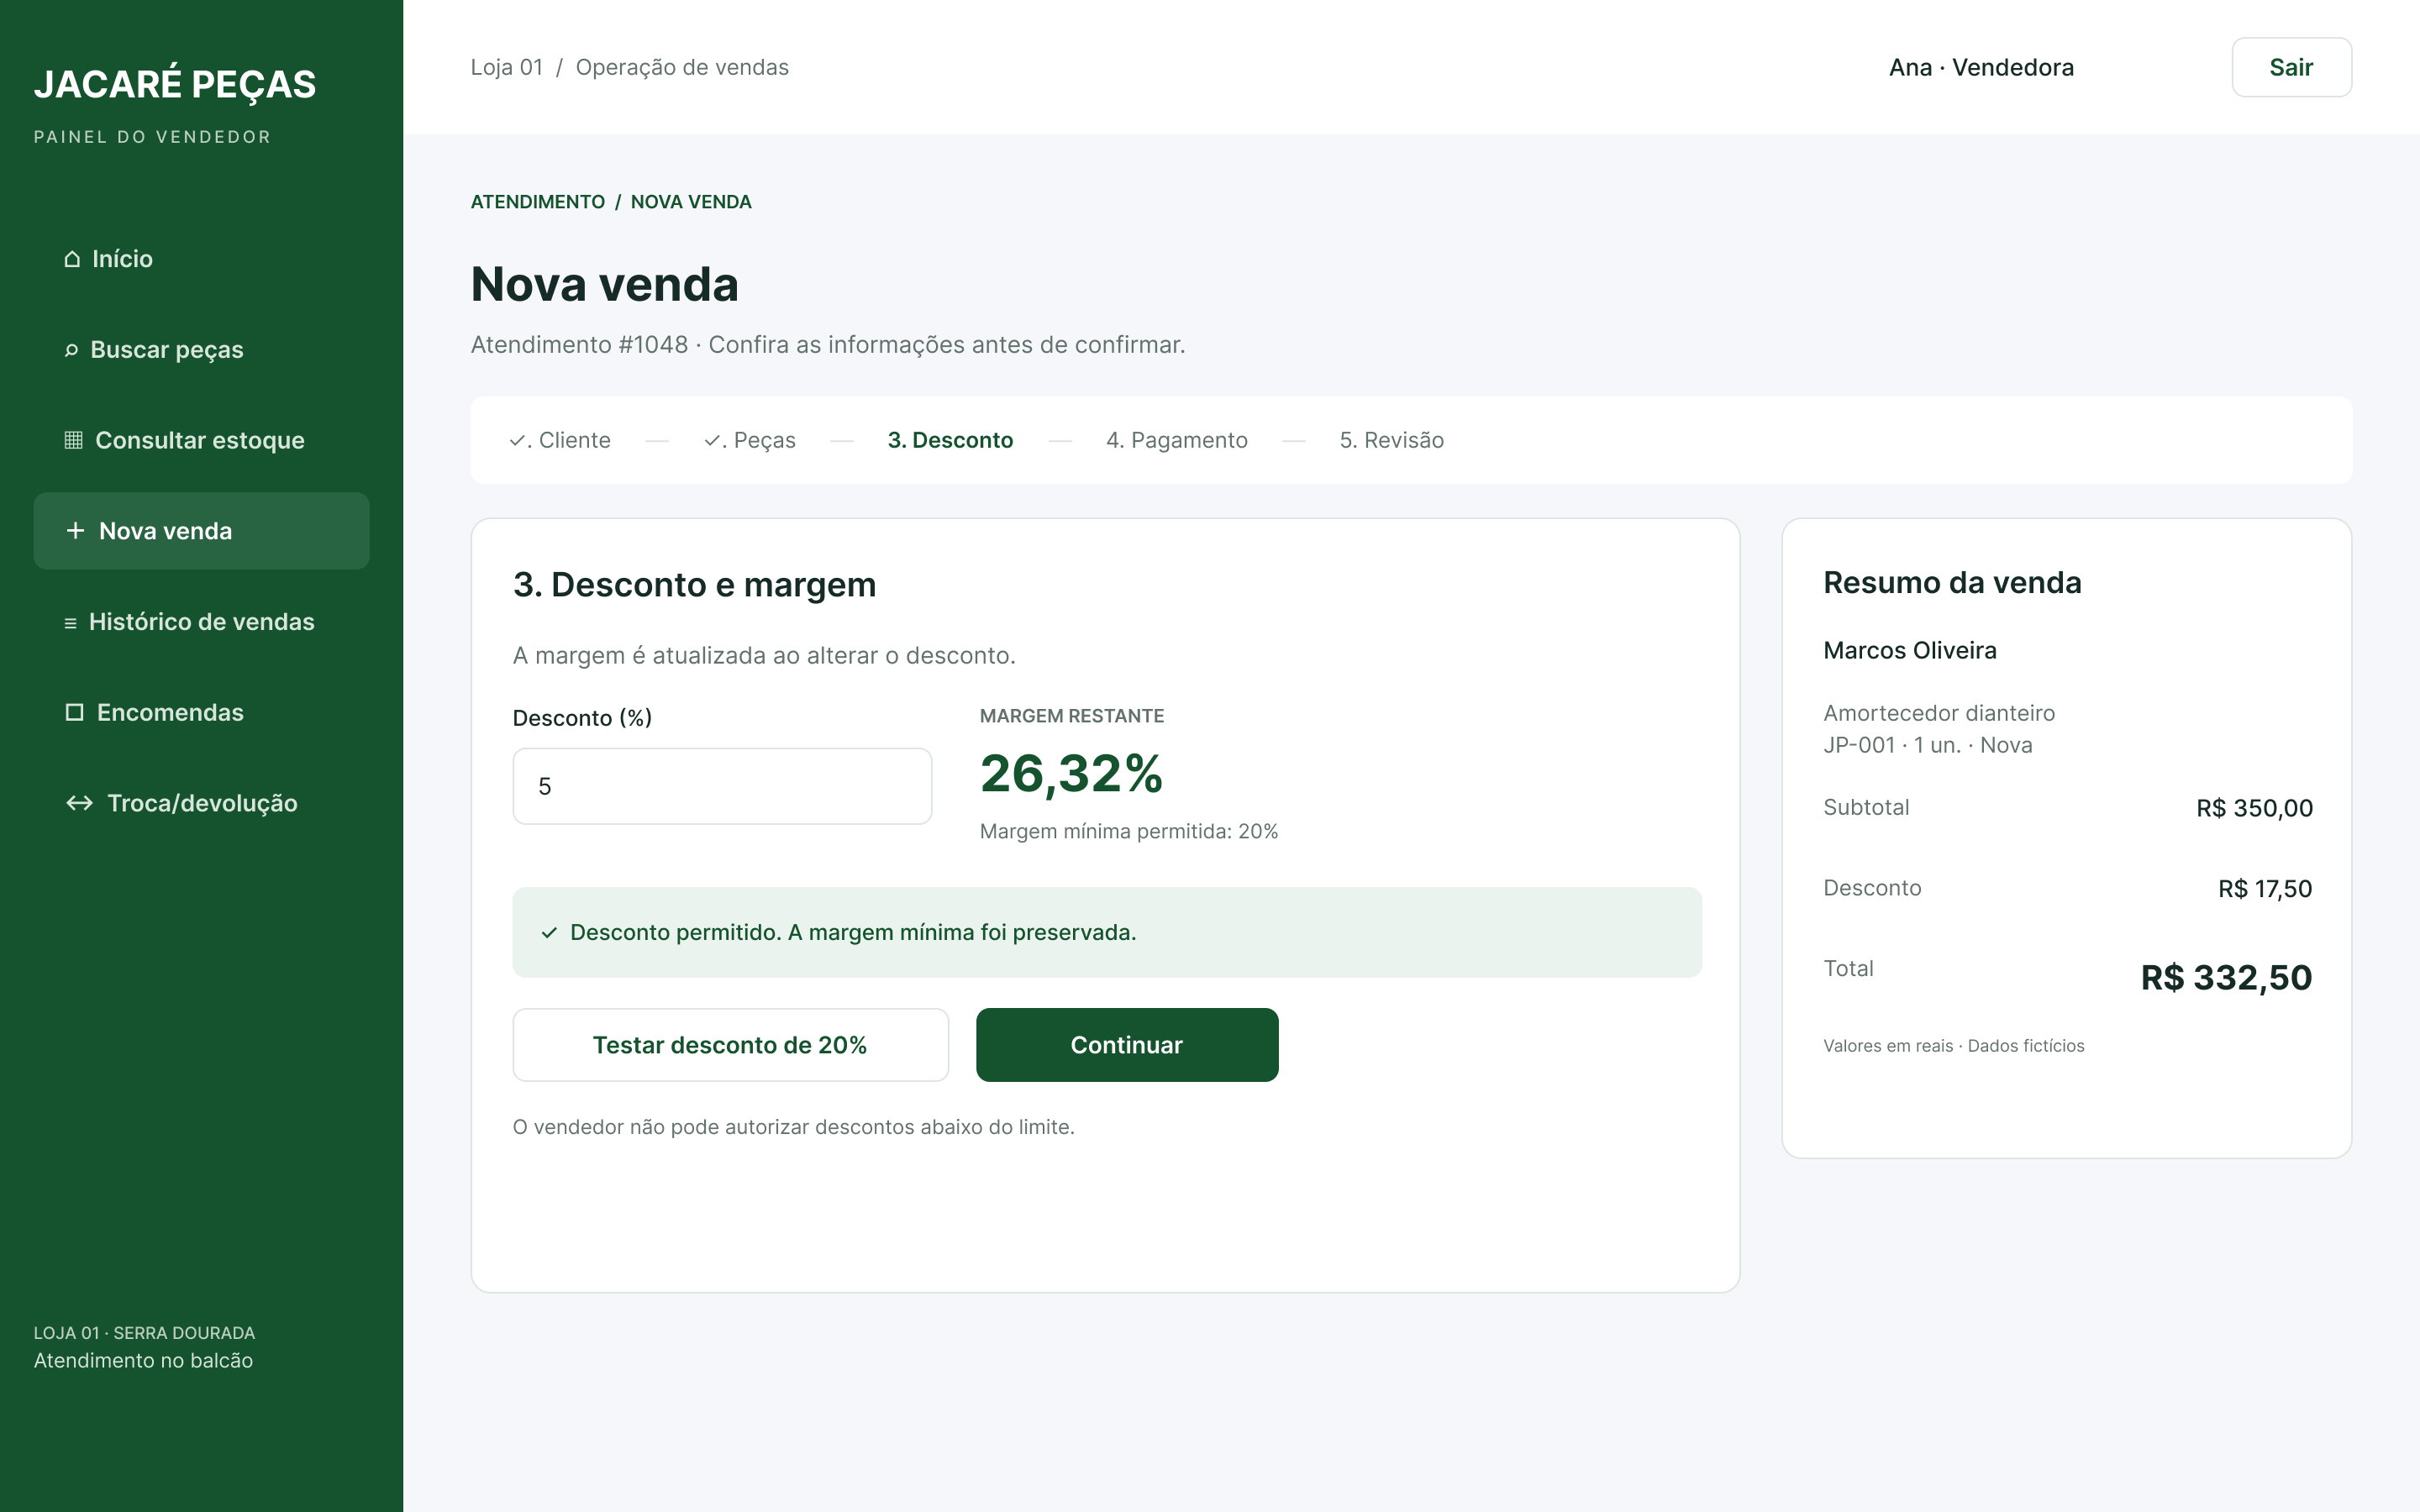 JACARÉ PEÇAS
PAINEL DO VENDEDOR
Início
Buscar peças
Consultar estoque
Nova venda
Histórico de vendas
Encomendas
Troca/devolução
LOJA 01 · SERRA DOURADA
Atendimento no balcão
Loja 01 / Operação de vendas
Ana · Vendedora
Sair
ATENDIMENTO / NOVA VENDA
Nova venda
Atendimento #1048 · Confira as informações antes de confirmar.
✓. Cliente — ✓. Peças — 3. Desconto — 4. Pagamento — 5. Revisão
3. Desconto e margem
A margem é atualizada ao alterar o desconto.
Desconto (%)
5
MARGEM RESTANTE
26,32%
Margem mínima permitida: 20%
✓ Desconto permitido. A margem mínima foi preservada.
Testar desconto de 20%
Continuar
O vendedor não pode autorizar descontos abaixo do limite.
Resumo da venda
Marcos Oliveira
Amortecedor dianteiro
JP-001 · 1 un. · Nova
Subtotal R$ 350,00
Desconto R$ 17,50
Total R$ 332,50
Valores em reais · Dados fictícios